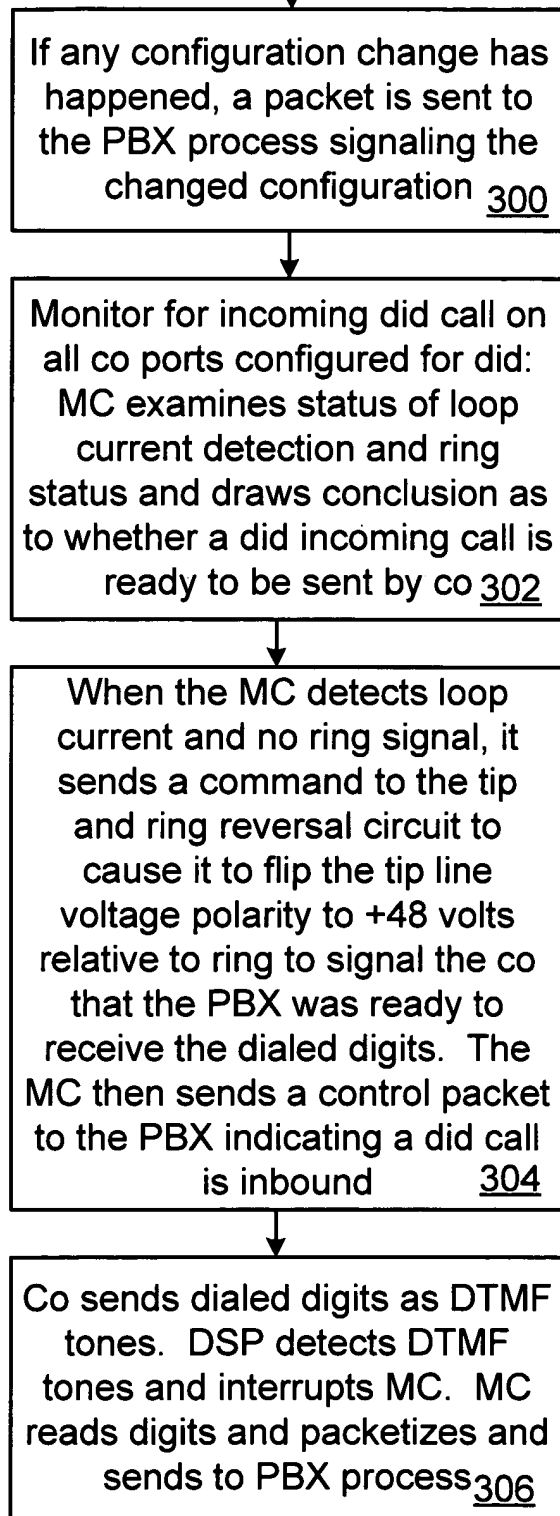 If any configuration change has
happened, a packet is sent to
the PBX process signaling the
changed configuration 300
Monitor for incoming did call on
all co ports configured for did:
MC examines status of loop
current detection and ring
status and draws conclusion as
to whether a did incoming call is
ready to be sent by co 302
When the MC detects loop
current and no ring signal, it
sends a command to the tip
and ring reversal circuit to
cause it to flip the tip line
voltage polarity to +48 volts
relative to ring to signal the co
that the PBX was ready to
receive the dialed digits. The
MC then sends a control packet
to the PBX indicating a did call
is inbound 304
Co sends dialed digits as DTMF
tones. DSP detects DTMF
tones and interrupts MC. MC
reads digits and packetizes and
sends to PBX process 306